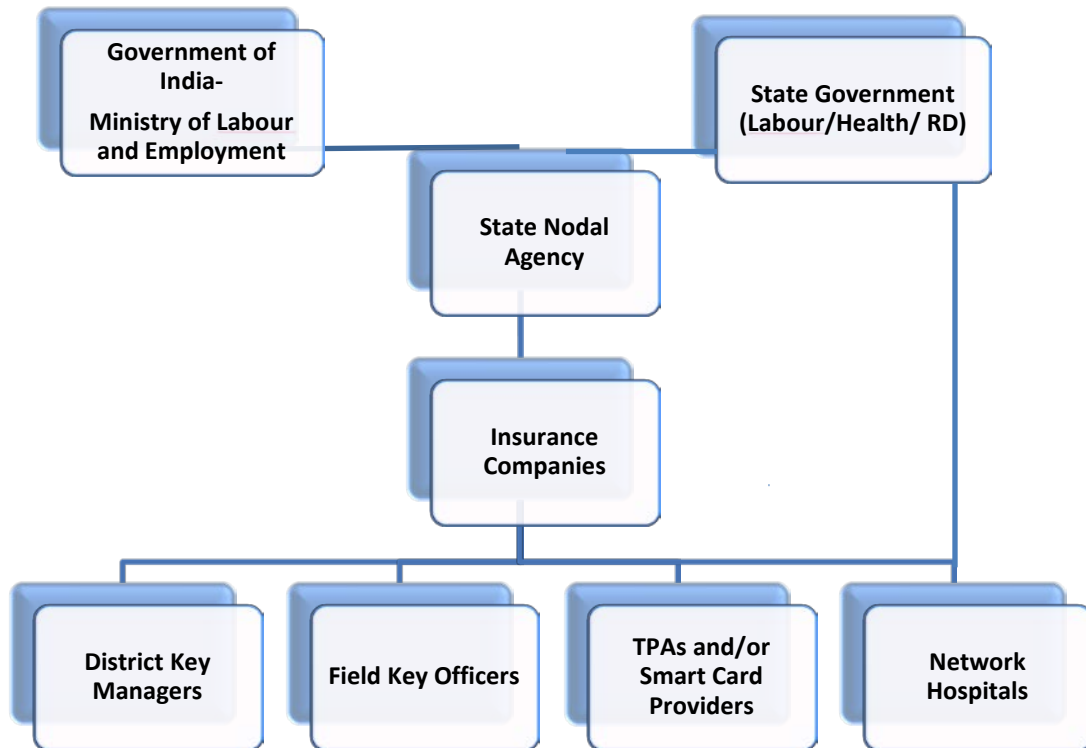 Government of
India-
Ministry of Labour
and Employment
State Government
(Labour/Health/ RD)
State Nodal
Agency
Insurance
Companies
District Key
Managers
Field Key Officers
TPAs and/or
Smart Card
Providers
Network
Hospitals